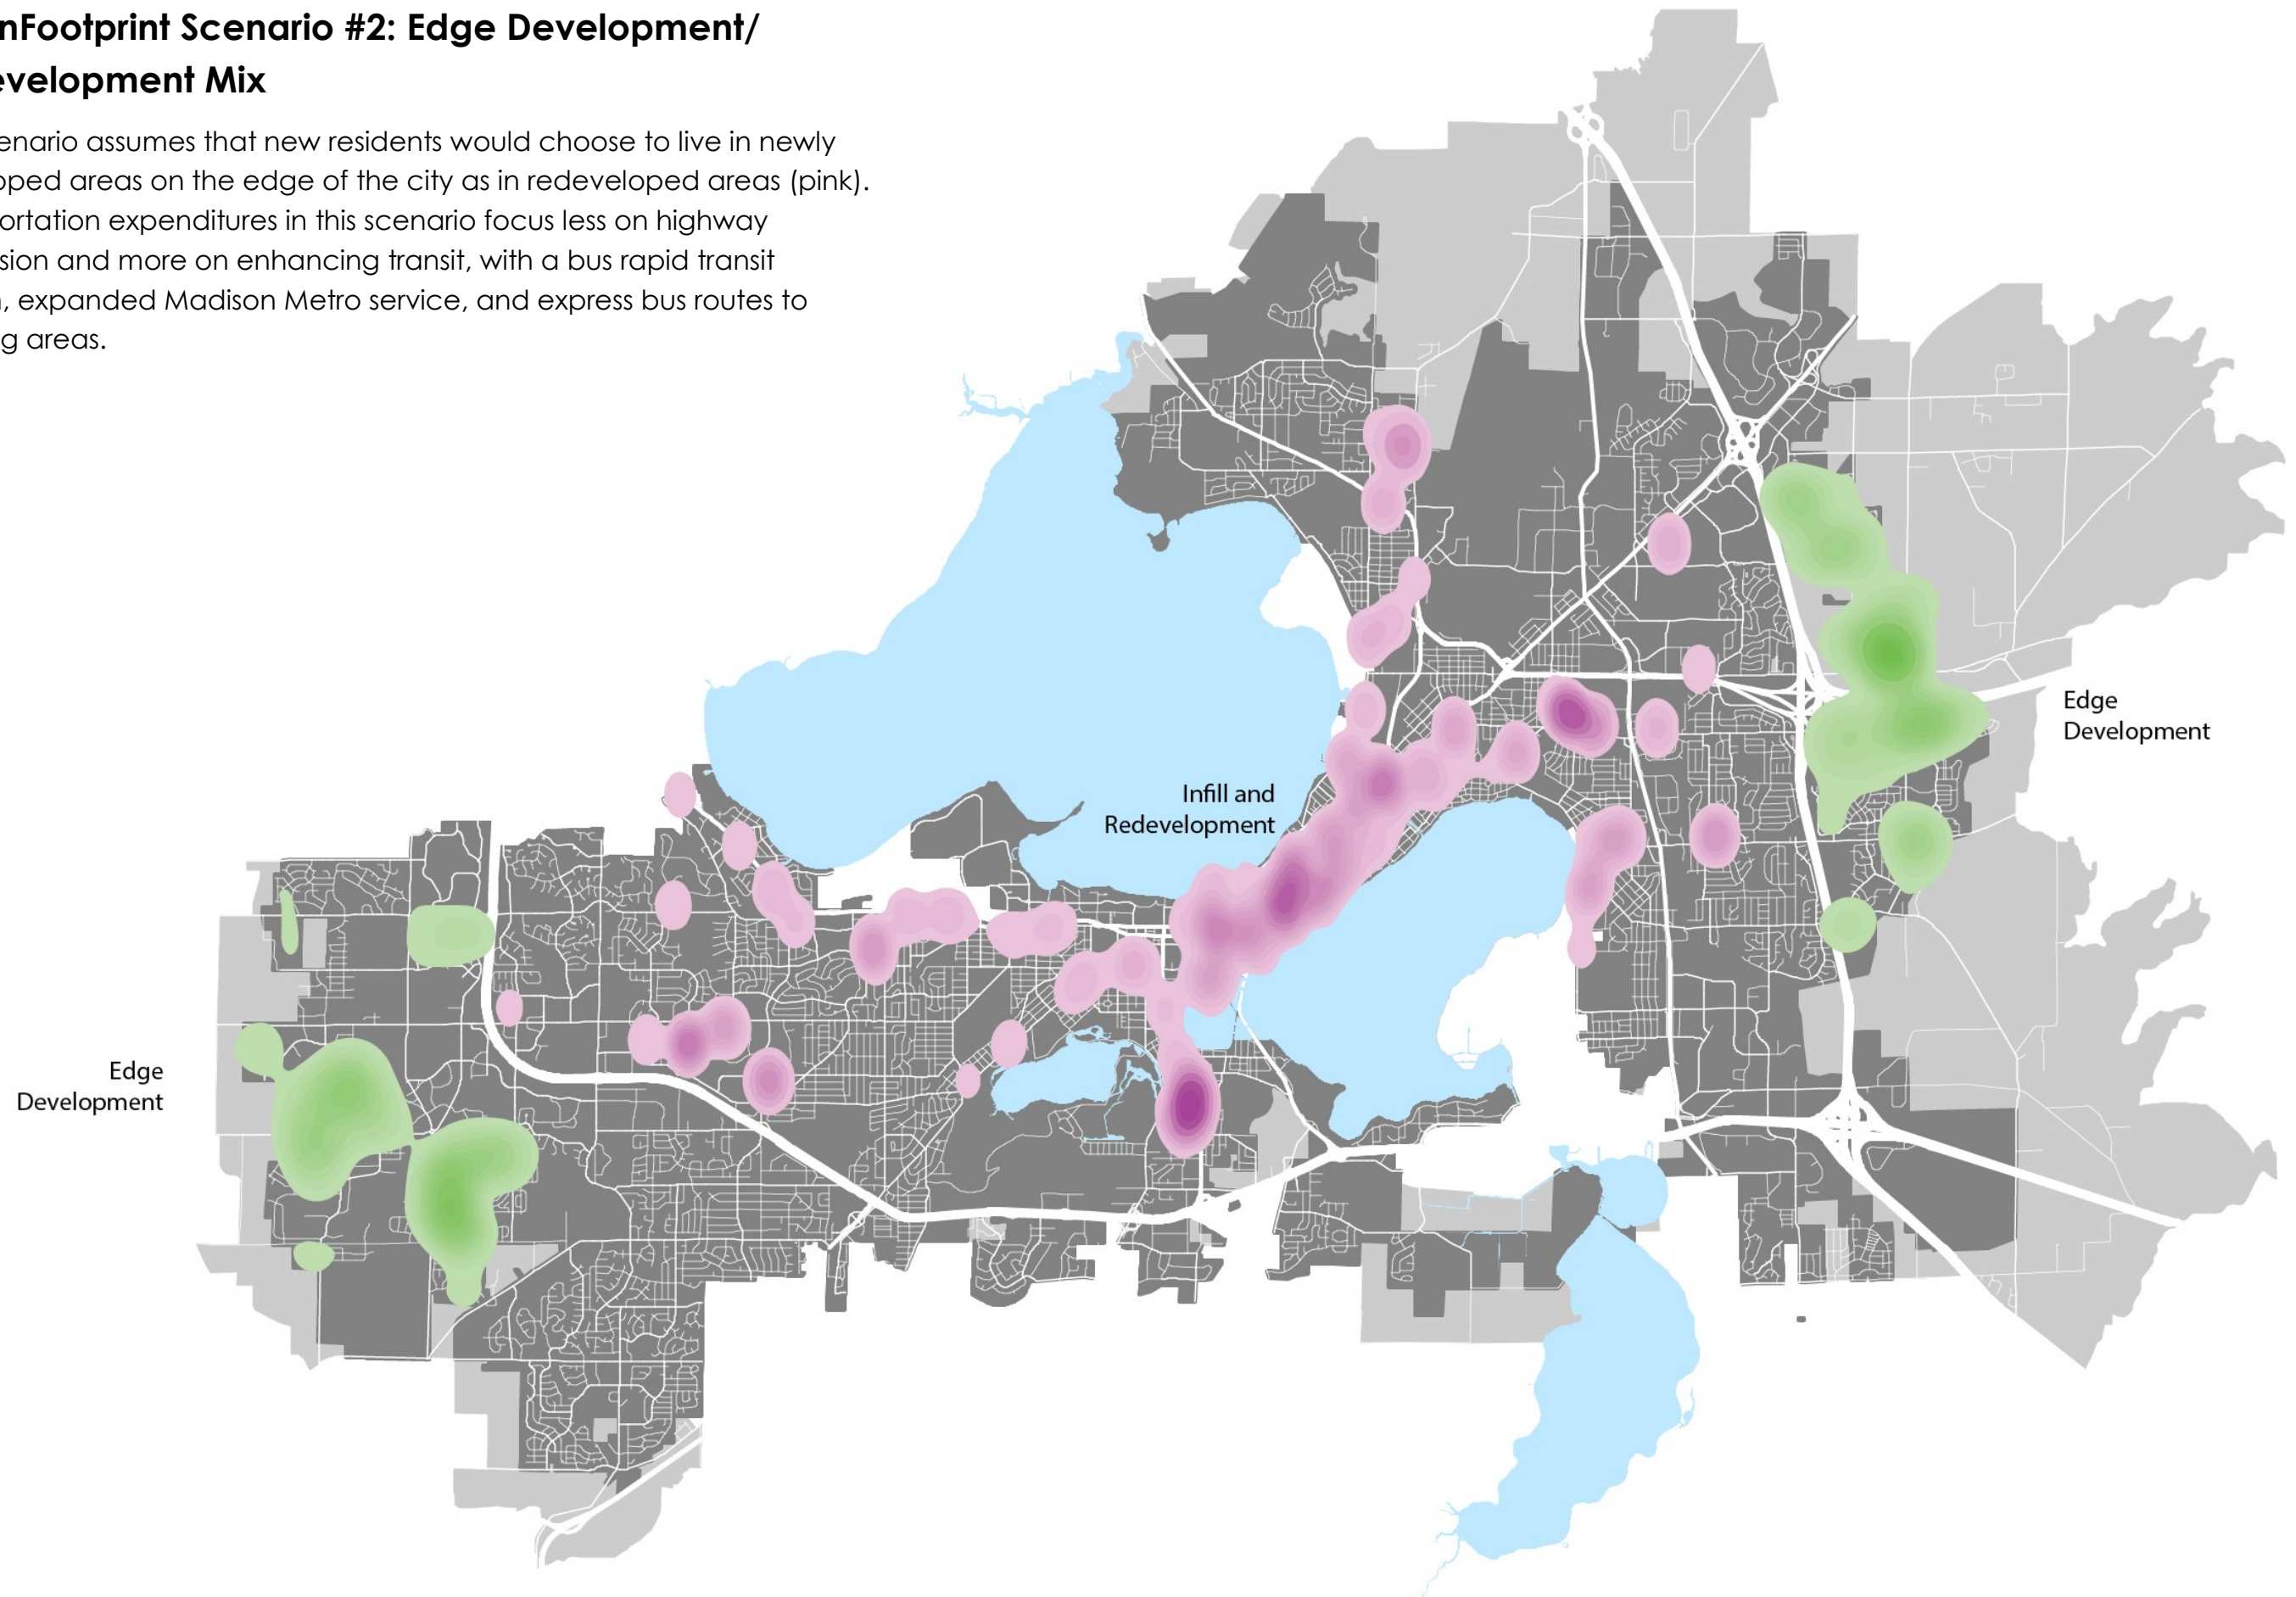 nFootprint Scenario #2: Edge Development/
evelopment Mix
enario assumes that new residents would choose to live in newly
oped areas on the edge of the city as in redeveloped areas (pink).
ortation expenditures in this scenario focus less on highway
sion and more on enhancing transit, with a bus rapid transit
, expanded Madison Metro service, and express bus routes to
g areas.
Edge
Development
Infill and
Redevelopment
Edge
Development